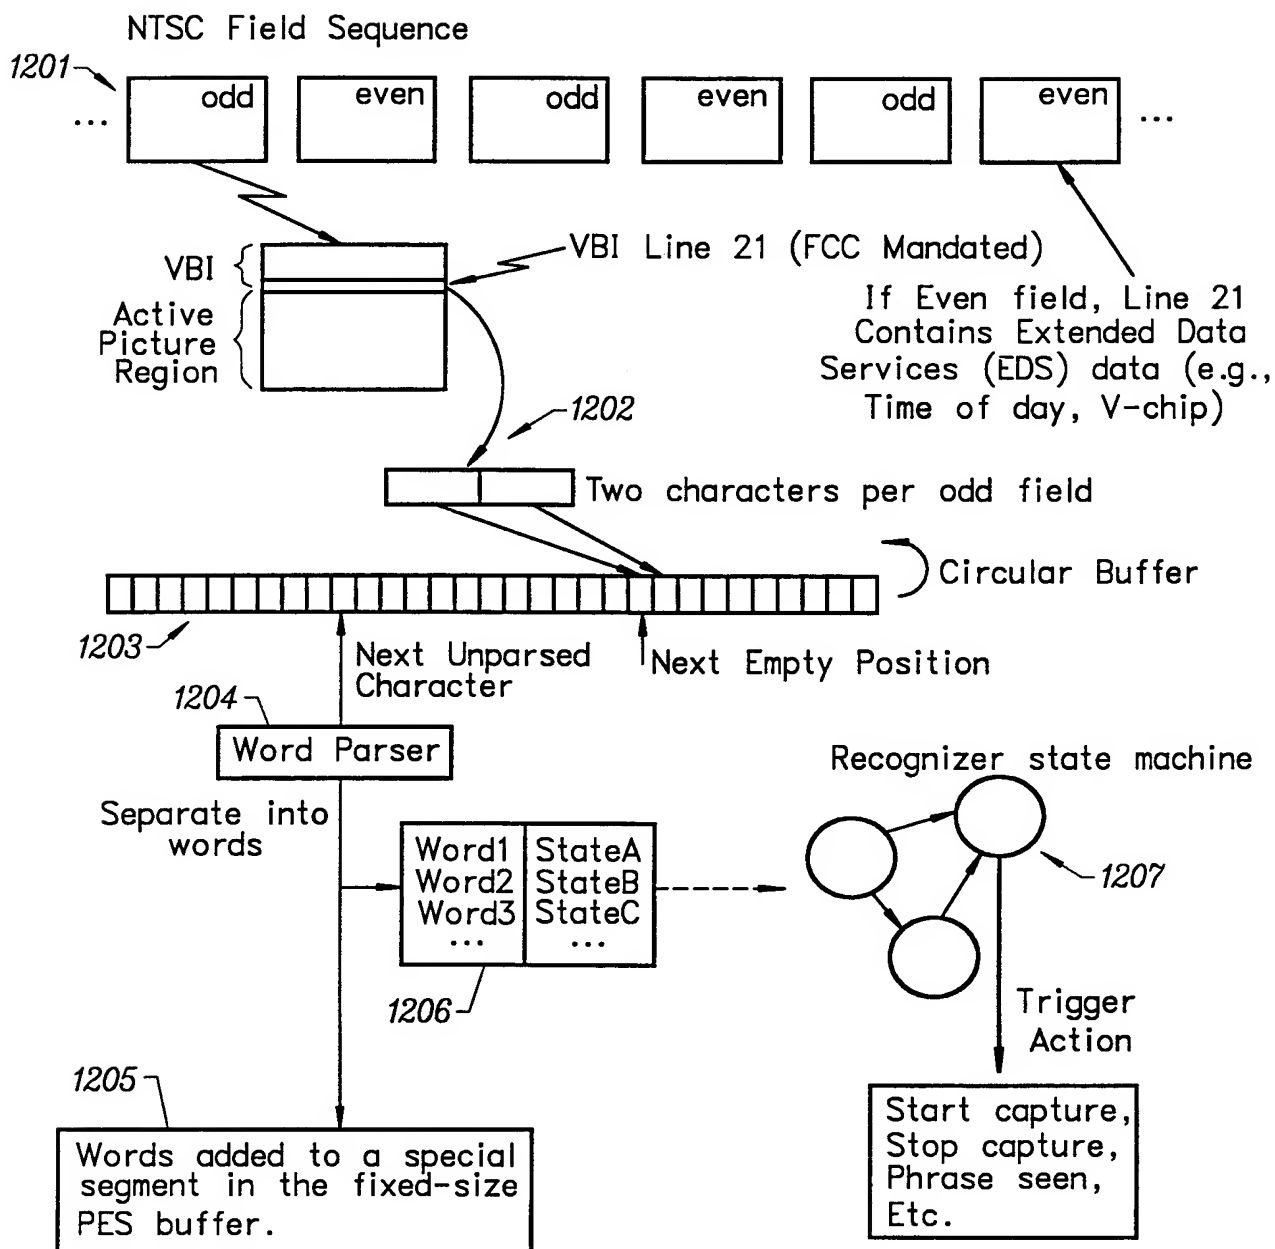 NTSC Field Sequence
1201
... odd even odd even odd even ...
VBI
VBI Line 21 (FCC Mandated)
Active
Picture
Region
If Even field, Line 21
Contains Extended Data
Services (EDS) data (e.g.,
Time of day, V-chip)
1202
Two characters per odd field
Circular Buffer
1203
Next Unparsed
Character
Next Empty Position
1204
Word Parser
Separate into
words
Recognizer state machine
Word1 StateA
Word2 StateB
Word3 StateC
... ...
1206
1207
Trigger
Action
1205
Words added to a special
segment in the fixed-size
PES buffer.
Start capture,
Stop capture,
Phrase seen,
Etc.